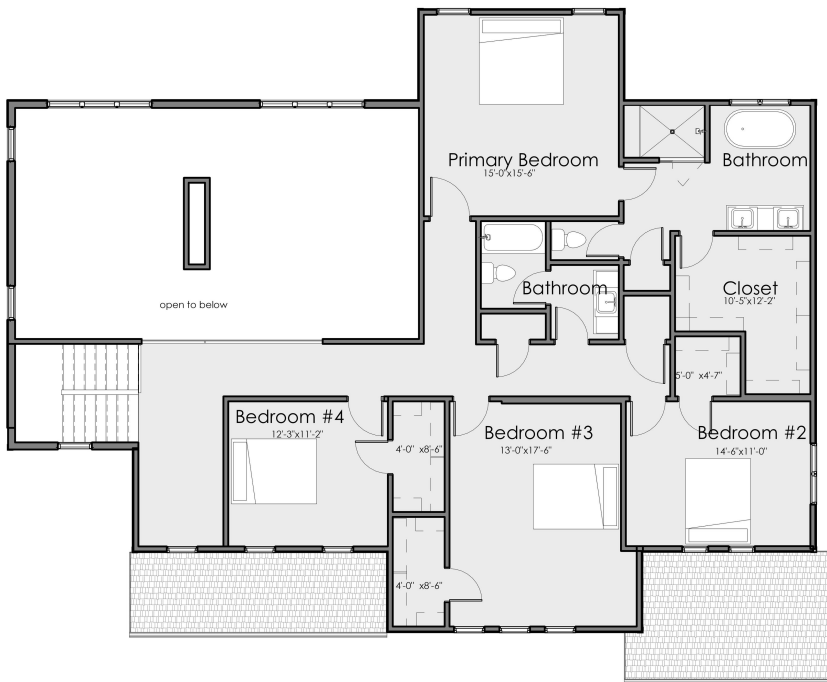 Primary Bedroom
15'-0"x15'-6"
Bathroom
Bathroom
Closet
10'-5"x12'-2"
open to below
5'-0" x4'-7"
Bedroom #4
12'-3"x11'-2"
4'-0" x8'-6"
Bedroom #3
13'-0"x17'-6"
Bedroom #2
14'-6"x11'-0"
4'-0" x8'-6"